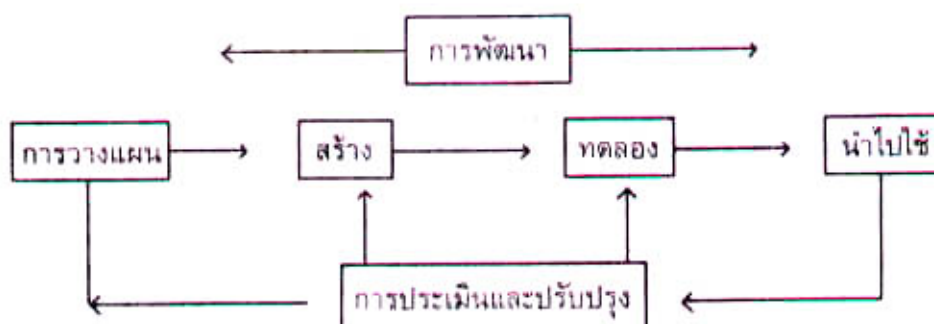 การพัฒนา
การวางแผน
สร้าง
ทดลอง
นำไปใช้
การประเมินและปรับปรุง